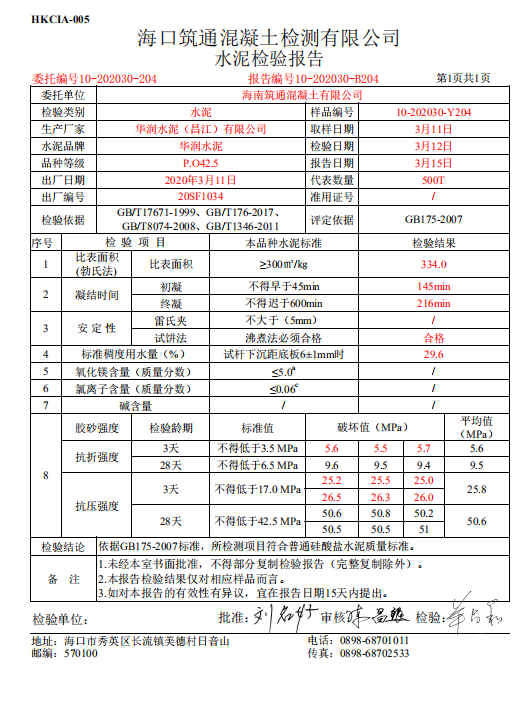 HKCIA-005
海口筑通混凝土检测有限公司
水泥检验报告
委托编号10-202030-204 报告编号10-202030-B204 第1页共1页
委托单位 海南筑通混凝土有限公司
检验类别 水泥 样品编号 10-202030-Y204
生产厂家 华润水泥（昌江）有限公司 取样日期 3月11日
水泥品牌 华润水泥 检验日期 3月12日
品种等级 P.O42.5 报告日期 3月15日
出厂日期 2020年3月11日 代表数量 500T
出厂编号 20SF1034 准用证号 /
检验依据 GB/T17671-1999、GB/T176-2017、
GB/T8074-2008、GB/T1346-2011 评定依据 GB175-2007
序号 检 验 项 目 本品种水泥标准 检验结果
1 比表面积
(勃氏法) 比表面积 ≥300㎡/kg 334.0
2 凝结时间 初凝 不得早于45min 145min
终凝 不得迟于600min 216min
3 安 定 性 雷氏夹 不大于（5mm） /
试饼法 沸煮法必须合格 合格
4 标准稠度用水量（%） 试杆下沉距底板6±1mm时 29.6
5 氧化镁含量（质量分数） ≤5.0a /
6 氯离子含量（质量分数） ≤0.06c /
7 碱含量 / /
8 胶砂强度 检验龄期 标准值 破坏值（MPa） 平均值
（MPa）
抗折强度 3天 不得低于3.5 MPa 5.6 5.5 5.7 5.6
28天 不得低于6.5 MPa 9.6 9.5 9.4 9.5
抗压强度 3天 不得低于17.0 MPa 25.2 25.5 25.0 25.8
26.5 26.3 26.0
28天 不得低于42.5 MPa 50.6 50.8 50.2 50.6
50.5 50.5 51
检验结论 依据GB175-2007标准，所检测项目符合普通硅酸盐水泥质量标准。
备 注 1.未经本室书面批准，不得部分复制检验报告（完整复制除外）。
2.本报告检验结果仅对相应样品而言。
3.如对本报告的有效性有异议，宜在报告日期15天内提出。
检验单位： 批准: 审核 检验:
地址：海口市秀英区长流镇美德村日音山 电话：0898-68701011
邮编：570100 传真：0898-68702533